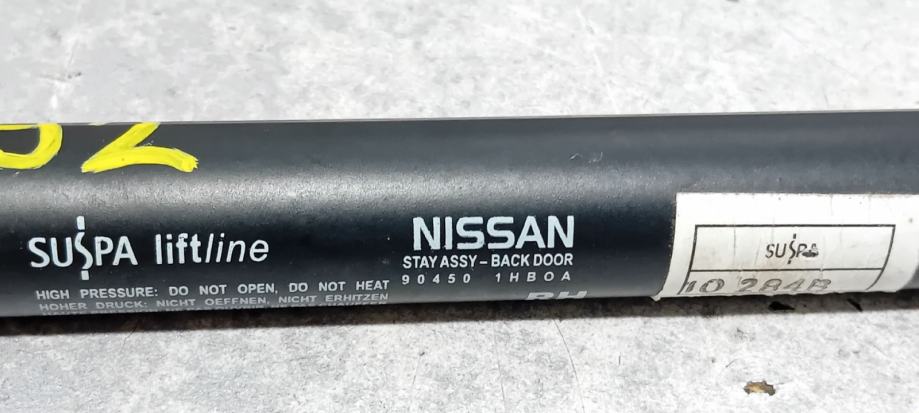 SUSPA liftline
NISSAN
STAY ASSY – BACK DOOR
90450 1HB0A
RH
HIGH PRESSURE: DO NOT OPEN, DO NOT HEAT
HOHER DRUCK: NICHT OEFFNEN, NICHT ERHITZEN
SUSPA
10 284B